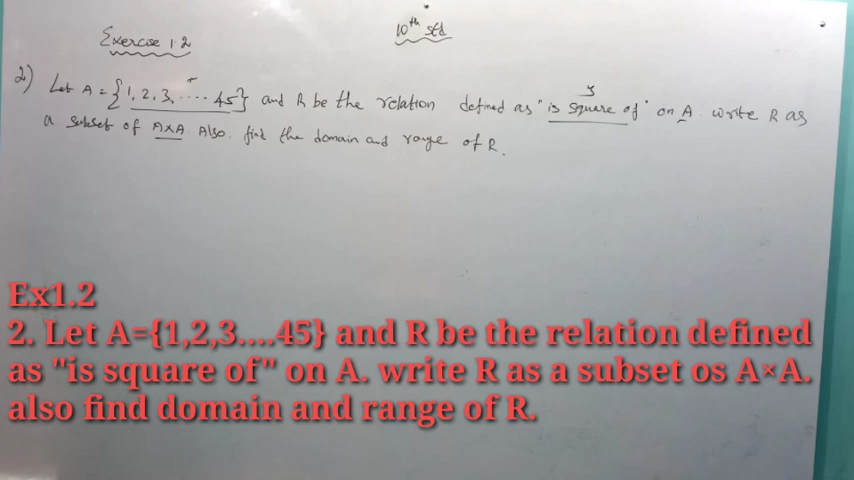 Exercise 1.2
10th std
2) Let A = {1, 2, 3, .... 45} and R be the relation defined as "is square of" on A. write R as
a subset of A×A. Also. find the domain and range of R.
Ex1.2
2. Let A={1,2,3....45} and R be the relation defined
as "is square of" on A. write R as a subset os A×A.
also find domain and range of R.